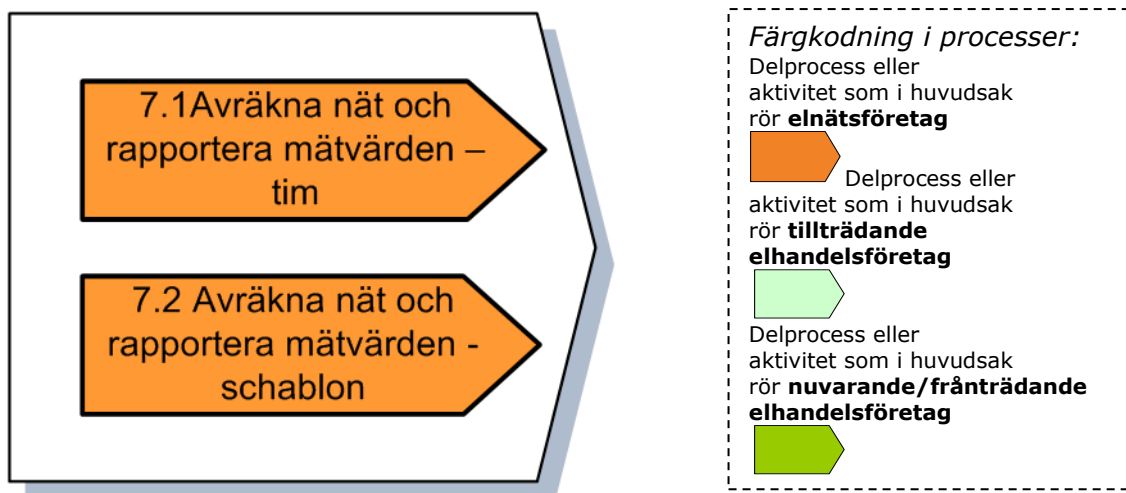 7.1Avräkna nät och
rapportera mätvärden –
tim
7.2 Avräkna nät och
rapportera mätvärden -
schablon
Färgkodning i processer:
Delprocess eller
aktivitet som i huvudsak
rör elnätsföretag
Delprocess eller
aktivitet som i huvudsak
rör tillträdande
elhandelsföretag
Delprocess eller
aktivitet som i huvudsak
rör nuvarande/frånträdande
elhandelsföretag